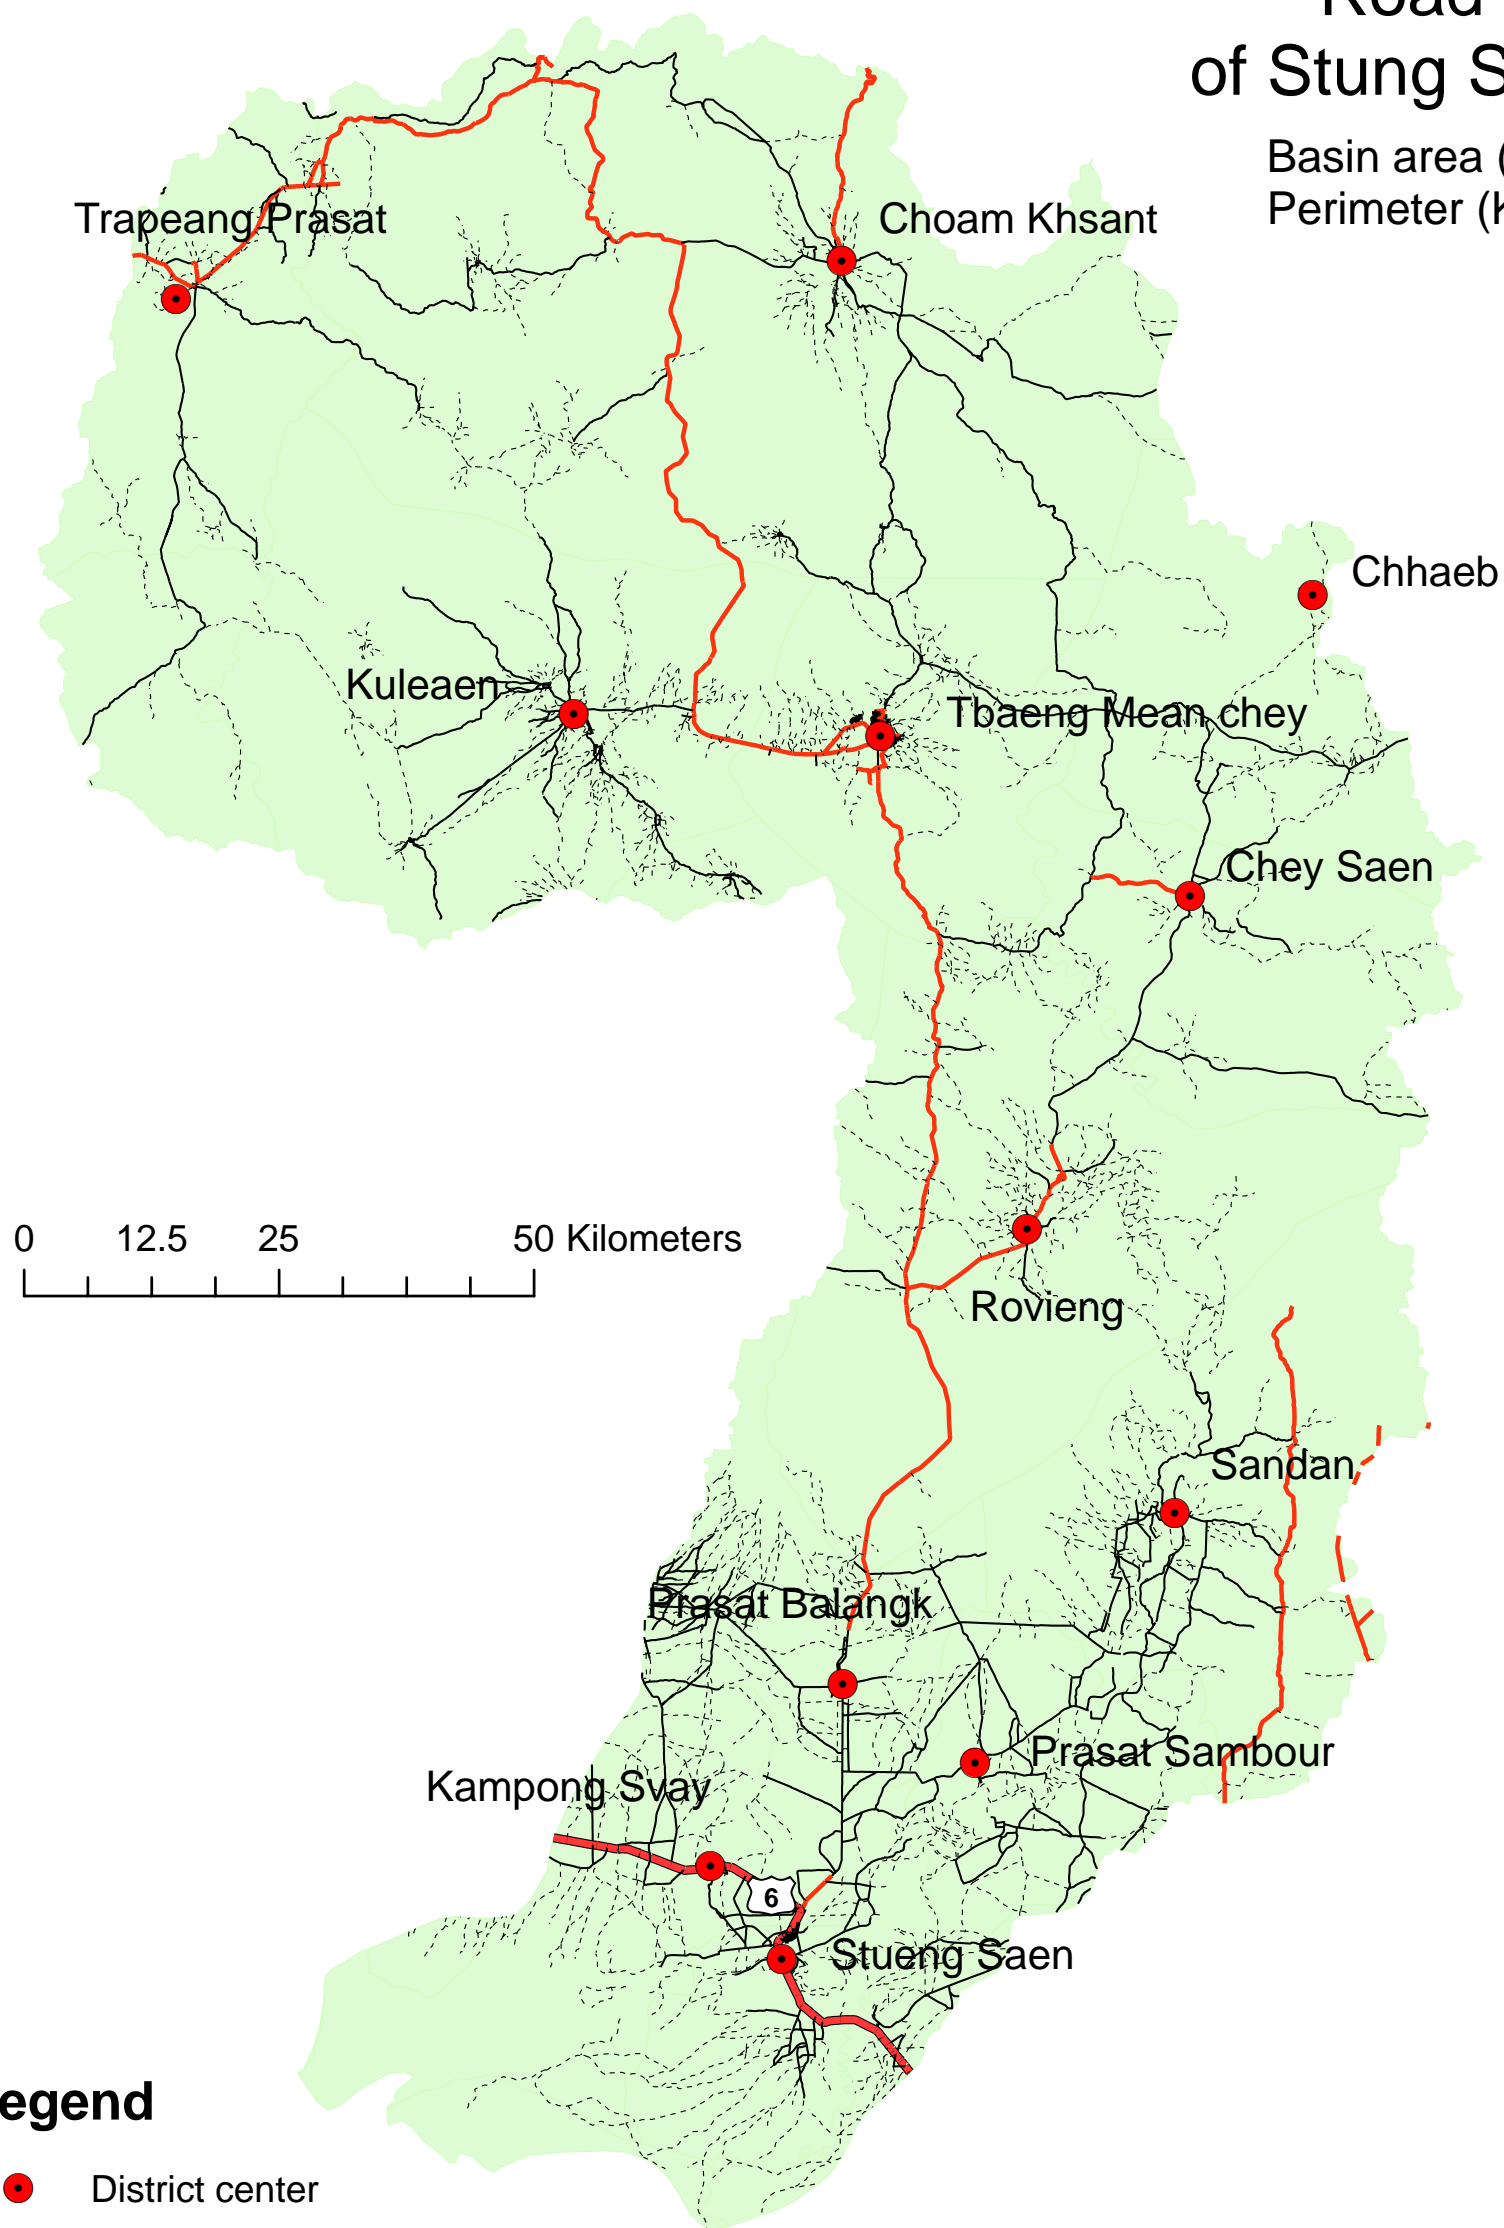 Road
of Stung S
Basin area (
Perimeter (K
Trapeang Prasat
Choam Khsant
Chhaeb
Kuleaen
Tbaeng Mean chey
Chey Saen
0 12.5 25 50 Kilometers
Rovieng
Sandan
Prasat Balangk
Prasat Sambour
Kampong Svay
6
Stueng Saen
egend
District center